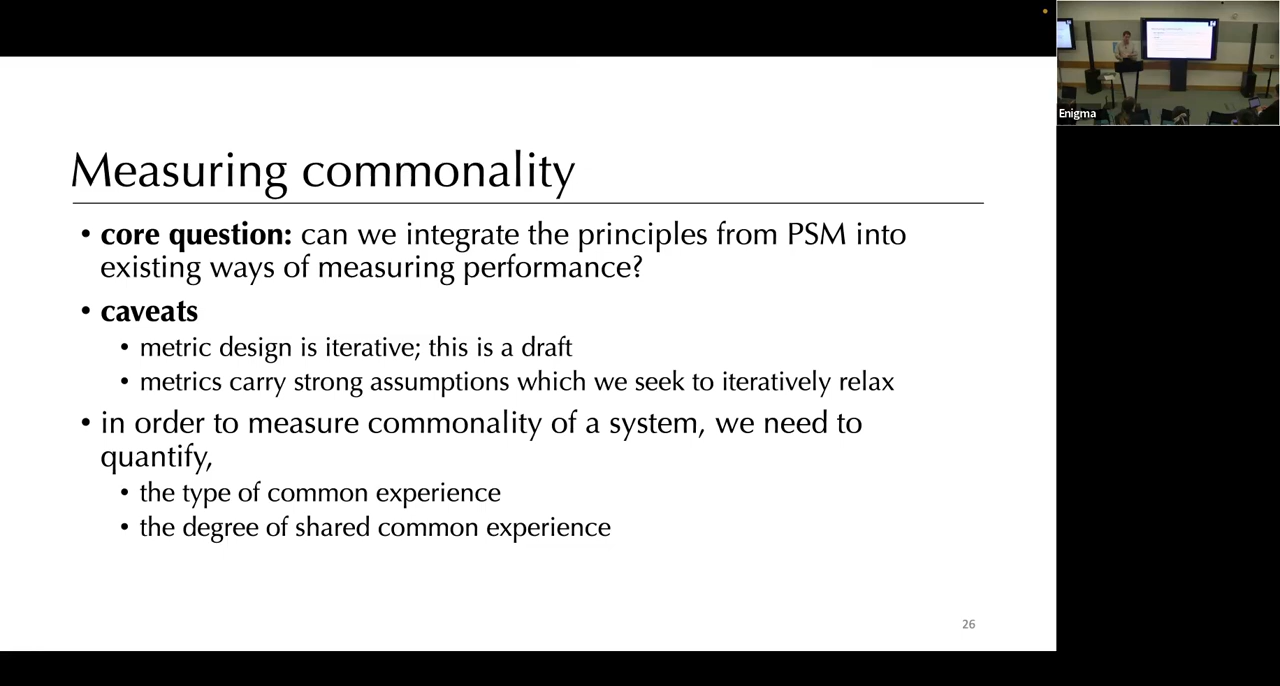 Measuring commonality
• core question: can we integrate the principles from PSM into
existing ways of measuring performance?
• caveats
• metric design is iterative; this is a draft
• metrics carry strong assumptions which we seek to iteratively relax
• in order to measure commonality of a system, we need to
quantify,
• the type of common experience
• the degree of shared common experience
26
Enigma